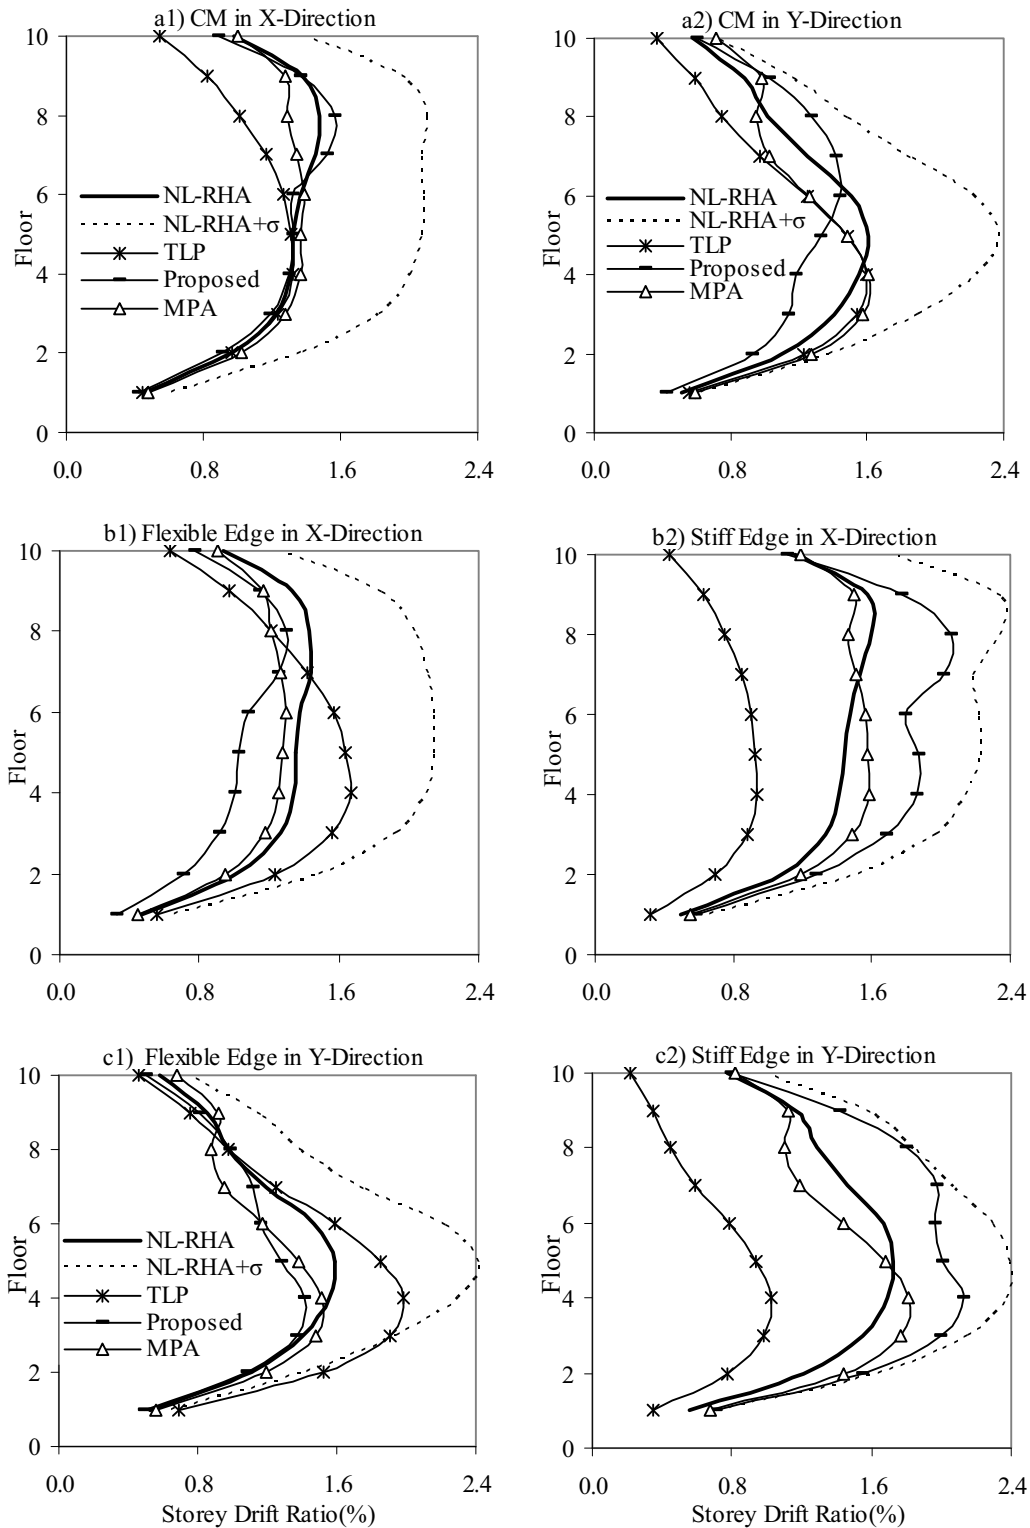 a1) CM in X-Direction
10
8
6
4
2
0
Floor
NL-RHA
NL-RHA+σ
TLP
Proposed
MPA
0.0 0.8 1.6 2.4
a2) CM in Y-Direction
10
8
6
4
2
0
Floor
NL-RHA
NL-RHA+σ
TLP
Proposed
MPA
0.0 0.8 1.6 2.4
b1) Flexible Edge in X-Direction
10
8
6
4
2
0
Floor
0.0 0.8 1.6 2.4
b2) Stiff Edge in X-Direction
10
8
6
4
2
0
Floor
0.0 0.8 1.6 2.4
c1) Flexible Edge in Y-Direction
10
8
6
4
2
0
Floor
NL-RHA
NL-RHA+σ
TLP
Proposed
MPA
0.0 0.8 1.6 2.4
Storey Drift Ratio(%)
c2) Stiff Edge in Y-Direction
10
8
6
4
2
0
Floor
0.0 0.8 1.6 2.4
Storey Drift Ratio(%)